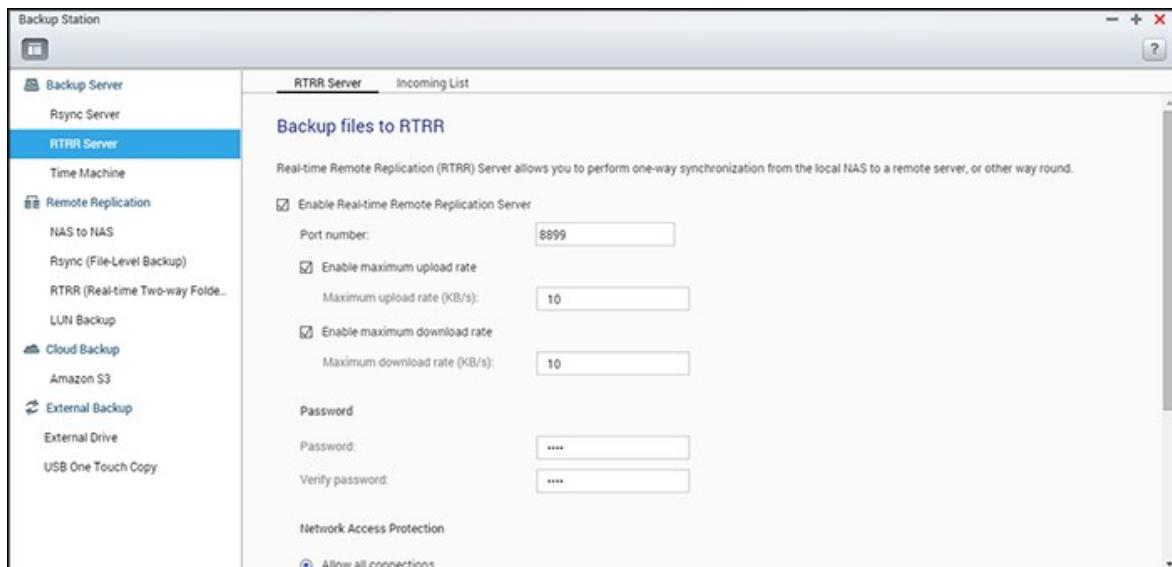 Backup Station
?
Backup Server
Rsync Server
RTRR Server
Time Machine
Remote Replication
NAS to NAS
Rsync (File-Level Backup)
RTRR (Real-time Two-way Folde...
LUN Backup
Cloud Backup
Amazon S3
External Backup
External Drive
USB One Touch Copy
RTRR Server Incoming List
Backup files to RTRR
Real-time Remote Replication (RTRR) Server allows you to perform one-way synchronization from the local NAS to a remote server, or other way round.
Enable Real-time Remote Replication Server
Port number: 8899
Enable maximum upload rate
Maximum upload rate (KB/s): 10
Enable maximum download rate
Maximum download rate (KB/s): 10
Password
Password: ••••
Verify password: ••••
Network Access Protection
Allow all connections